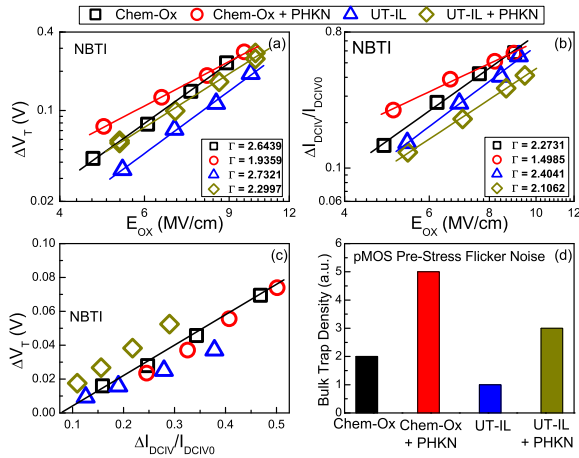 Chem-Ox Chem-Ox + PHKN UT-IL UT-IL + PHKN
NBTI (a)
0.4
0.1
0.02
ΔV_T (V)
Γ = 2.6439
Γ = 1.9359
Γ = 2.7321
Γ = 2.2997
4 6 8 10 12
E_OX (MV/cm)
NBTI (b)
0.8
0.1
0.06
ΔI_DCIV/I_DCIV0
Γ = 2.2731
Γ = 1.4985
Γ = 2.4041
Γ = 2.1062
4 6 8 10 12
E_OX (MV/cm)
(c)
NBTI
0.10
0.08
0.06
0.04
0.02
0.00
ΔV_T (V)
0.1 0.2 0.3 0.4 0.5
ΔI_DCIV/I_DCIV0
pMOS Pre-Stress Flicker Noise
(d)
6
5
4
3
2
1
0
Bulk Trap Density (a.u.)
Chem-Ox
Chem-Ox
+ PHKN
UT-IL
UT-IL
+ PHKN